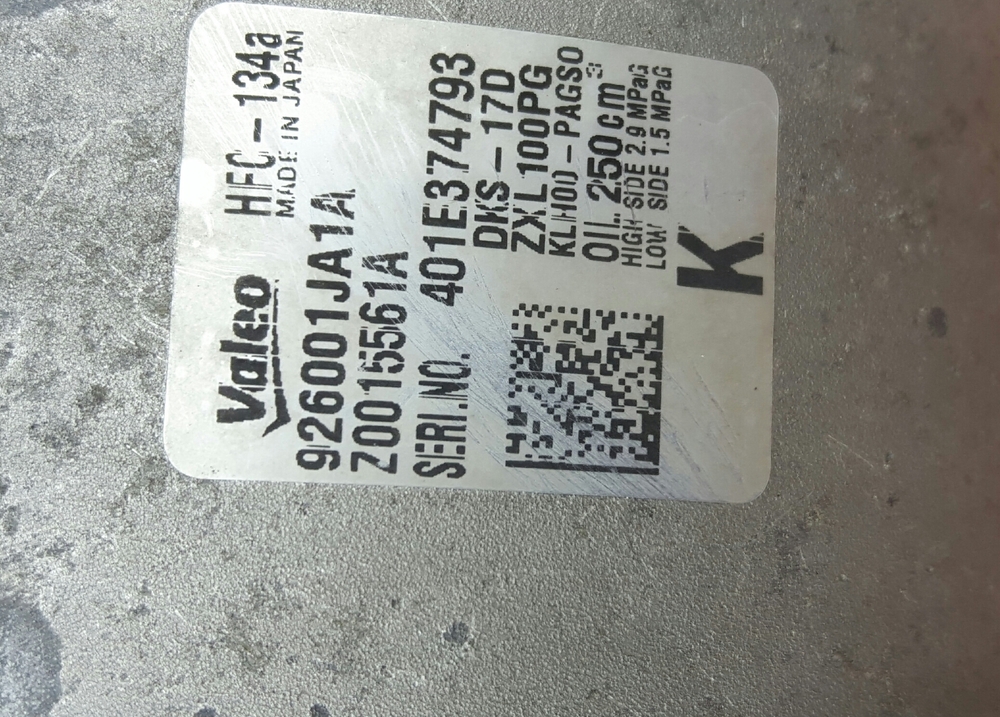 Valeo HFC-134a
MADE IN JAPAN
926001JA1A
Z0015561A
SERI.NO. 401E374793
DKS-17D
ZXL100PG
KLH00-PAGS0
OIL 250cm³
HIGH SIDE 2.9 MPaG
LOW SIDE 1.5 MPaG
K